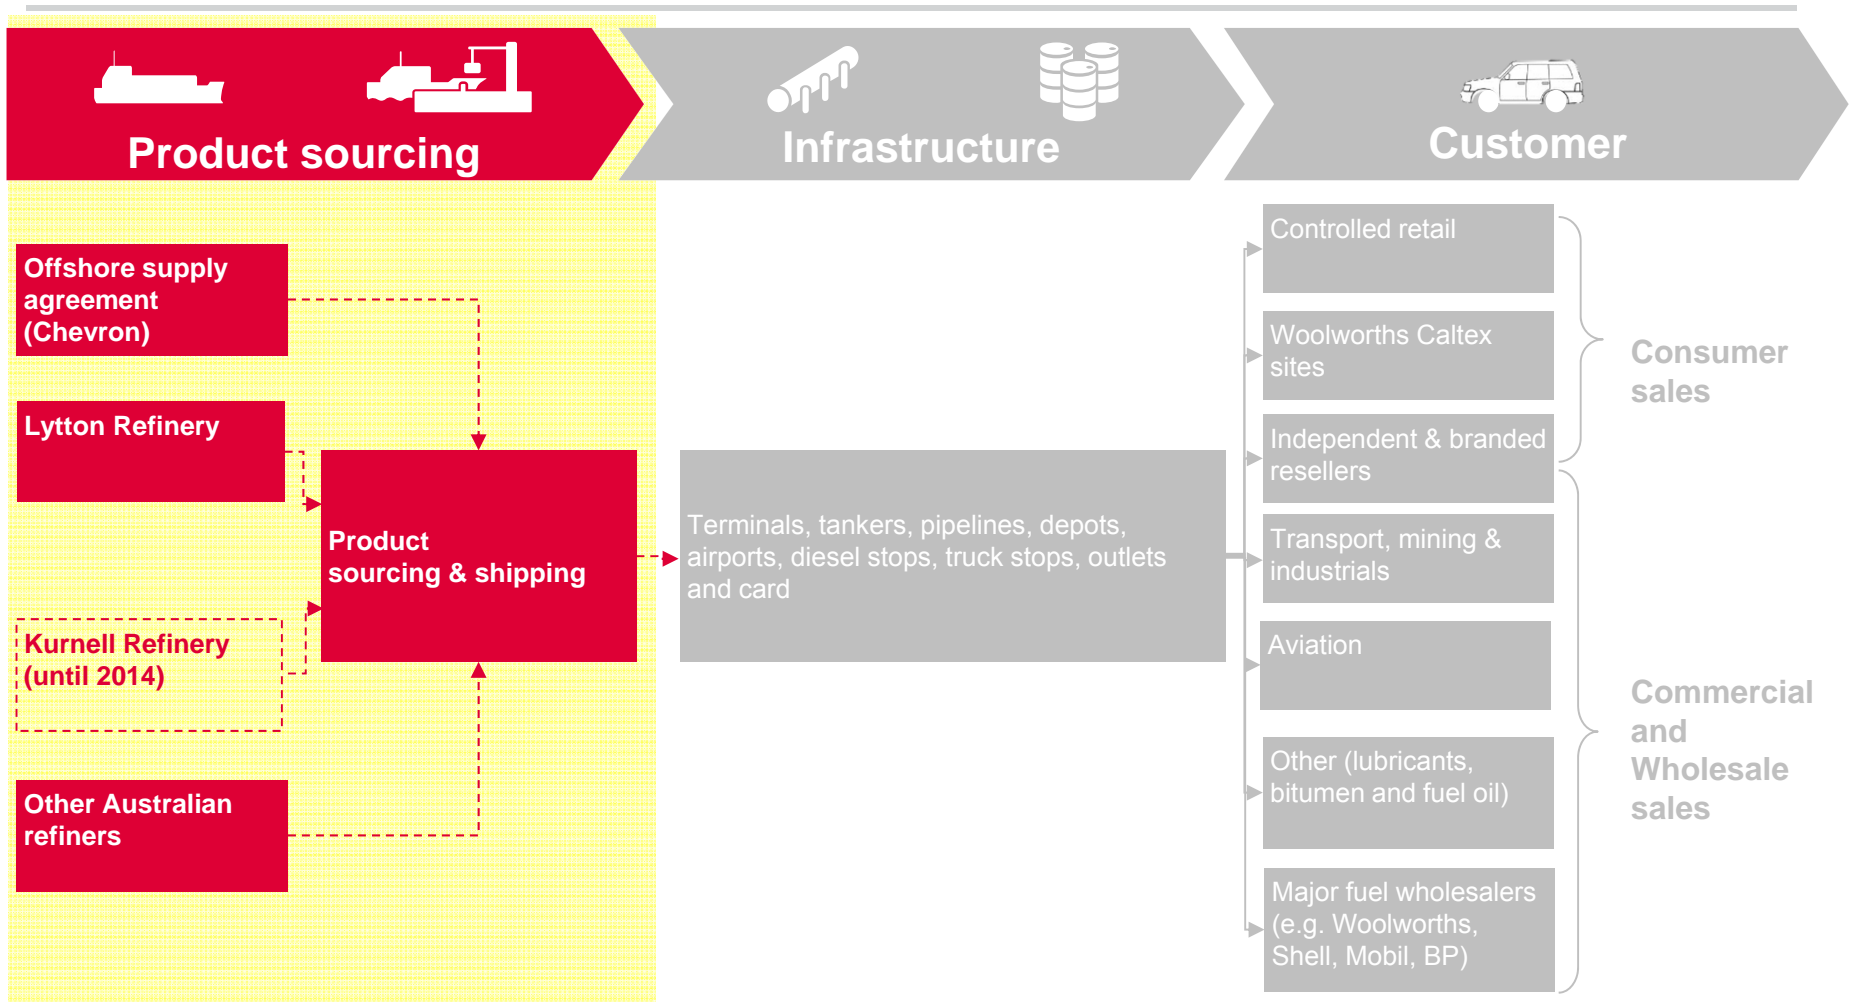 Product sourcing
Infrastructure
Customer
Offshore supply
agreement
(Chevron)
Lytton Refinery
Kurnell Refinery
(until 2014)
Other Australian
refiners
Product
sourcing & shipping
Terminals, tankers, pipelines, depots,
airports, diesel stops, truck stops, outlets
and card
Controlled retail
Woolworths Caltex
sites
Independent & branded
resellers
Transport, mining &
industrials
Aviation
Other (lubricants,
bitumen and fuel oil)
Major fuel wholesalers
(e.g. Woolworths,
Shell, Mobil, BP)
Consumer
sales
Commercial
and
Wholesale
sales